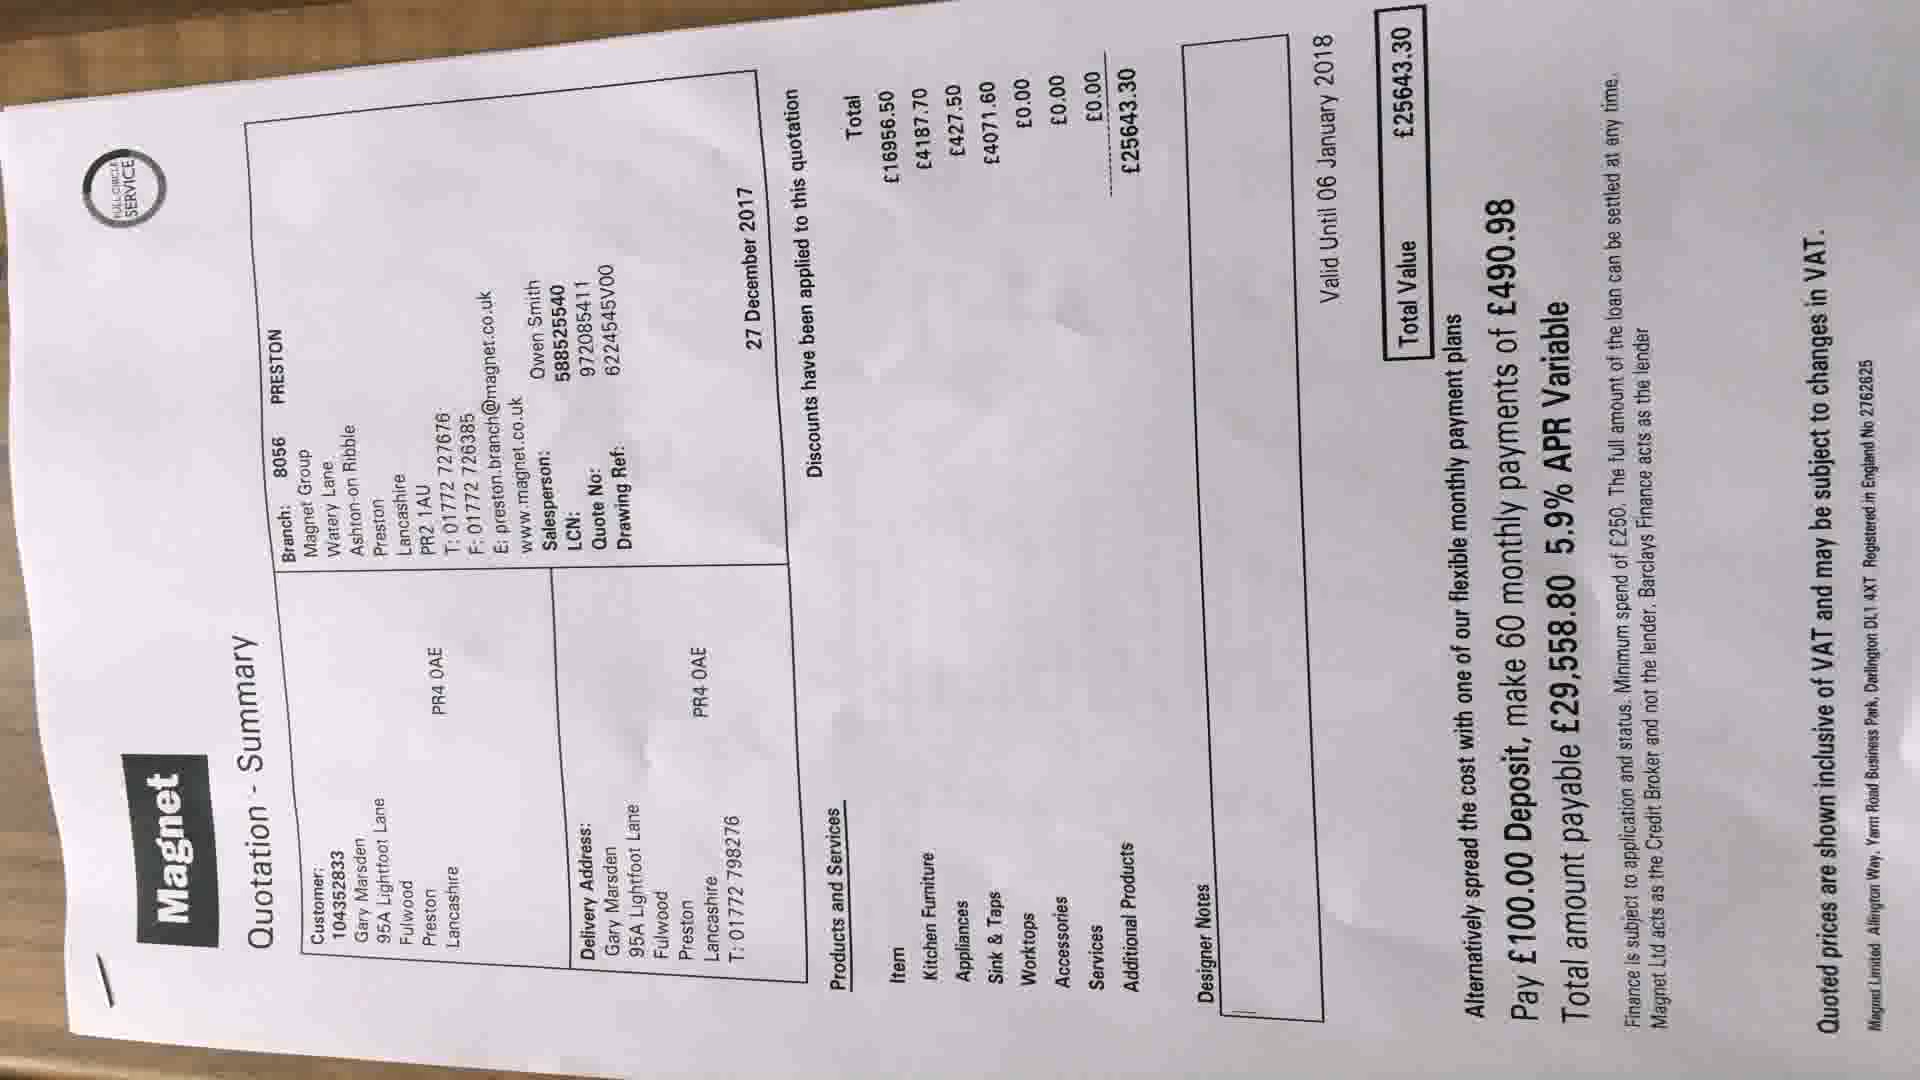 Magnet
FULL CIRCLE
SERVICE
Quotation - Summary
Customer:
104352833
Gary Marsden
95A Lightfoot Lane
Fulwood
Preston
Lancashire PR4 0AE
Delivery Address:
Gary Marsden
95A Lightfoot Lane
Fulwood
Preston
Lancashire PR4 0AE
T: 01772 798276
Branch: 8056 PRESTON
Magnet Group
Watery Lane
Ashton-on Ribble
Preston
Lancashire
PR2 1AU
T: 01772 727676
F: 01772 726385
E: preston.branch@magnet.co.uk
www.magnet.co.uk
Salesperson: Owen Smith
LCN: 588525540
Quote No: 972085411
Drawing Ref: 6224545V00
27 December 2017
Discounts have been applied to this quotation
Products and Services
Item Total
Kitchen Furniture £16956.50
Appliances £4187.70
Sink & Taps £427.50
Worktops £4071.60
Accessories £0.00
Services £0.00
Additional Products £0.00
£25643.30
Designer Notes
Valid Until 06 January 2018
Total Value £25643.30
Alternatively spread the cost with one of our flexible monthly payment plans
Pay £100.00 Deposit, make 60 monthly payments of £490.98
Total amount payable £29,558.80 5.9% APR Variable
Finance is subject to application and status. Minimum spend of £250. The full amount of the loan can be settled at any time.
Magnet Ltd acts as the Credit Broker and not the lender. Barclays Finance acts as the lender
Quoted prices are shown inclusive of VAT and may be subject to changes in VAT.
Magnet Limited Allington Way, Yarm Road Business Park, Darlington DL1 4XT Registered in England No 2762625